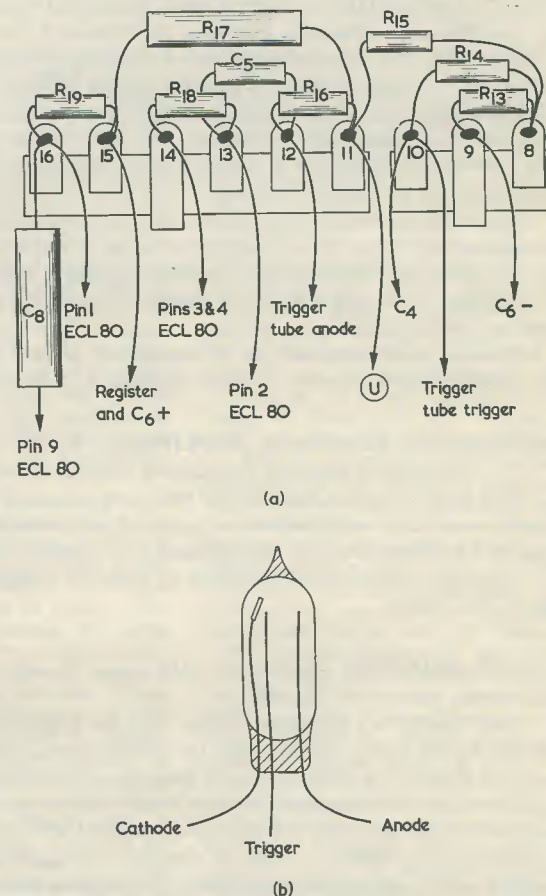 R15
R17
R14
C5
R19
R18
R16
R13
16
15
14
13
12
11
10
9
8
C8
Pin 1
ECL 80
Pins 3 & 4
ECL 80
Trigger
tube anode
C4
C6 −
Register
and C6 +
Pin 2
ECL 80
U
Trigger
tube trigger
Pin 9
ECL 80
(a)
Cathode
Anode
Trigger
(b)